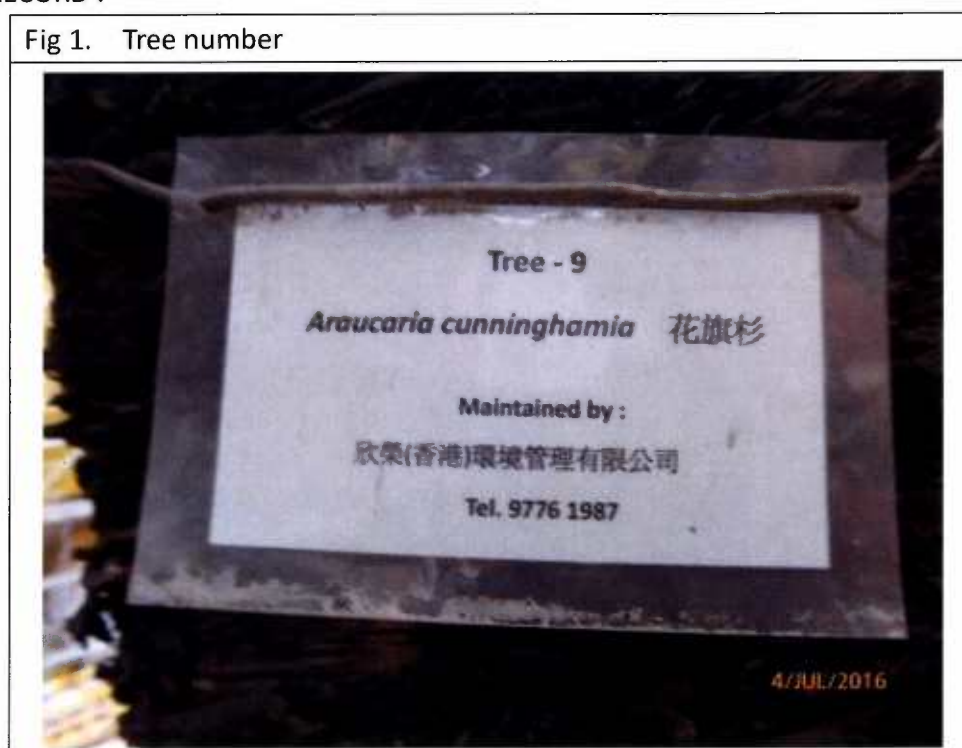 Fig 1. Tree number
Tree - 9
Araucaria cunninghamia 花旗杉
Maintained by :
欣榮(香港)環境管理有限公司
Tel. 9776 1987
4/JUL/2016